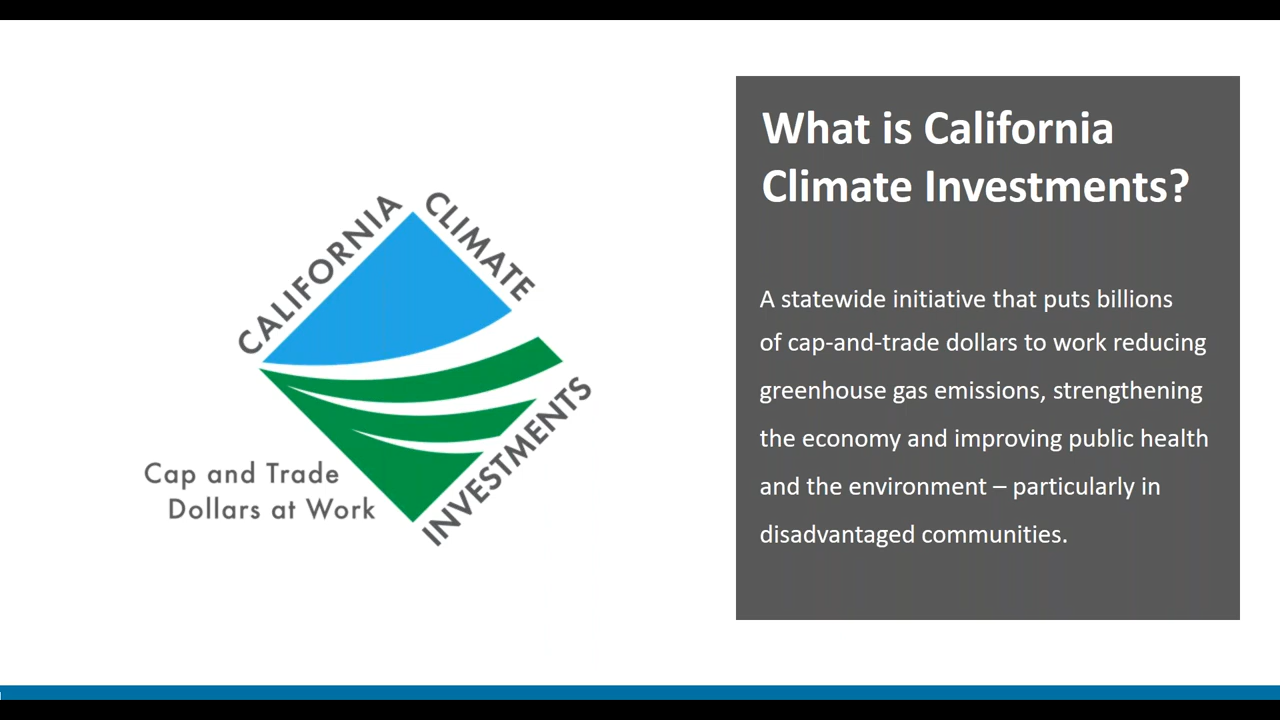 CALIFORNIA
CLIMATE
INVESTMENTS
Cap and Trade
Dollars at Work
What is California
Climate Investments?
A statewide initiative that puts billions
of cap-and-trade dollars to work reducing
greenhouse gas emissions, strengthening
the economy and improving public health
and the environment – particularly in
disadvantaged communities.